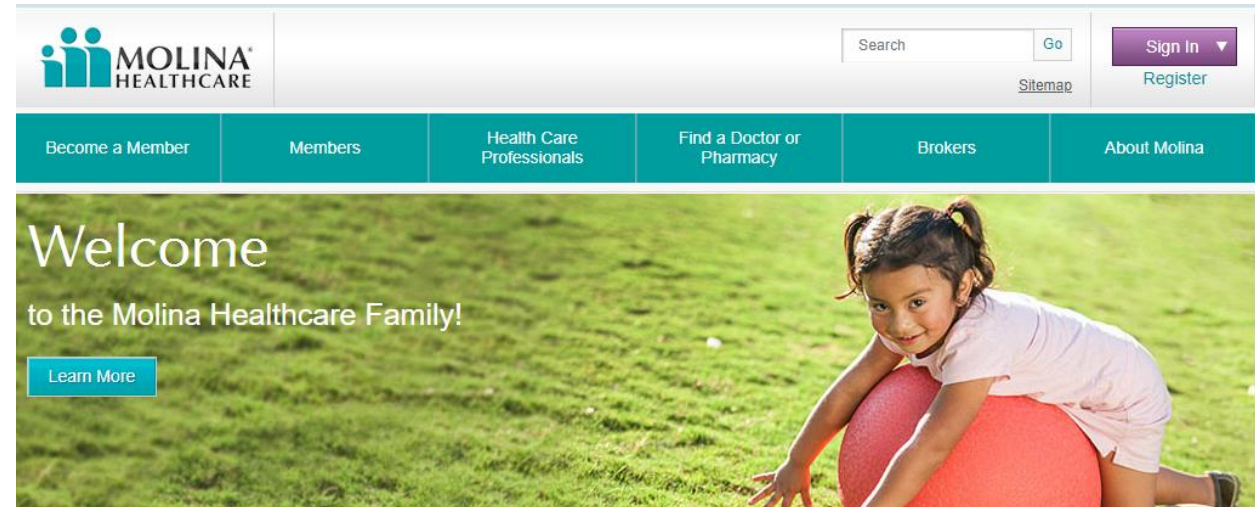 MOLINA®
HEALTHCARE
Search
Go
Sitemap
Sign In ▼
Register
Become a Member
Members
Health Care
Professionals
Find a Doctor or
Pharmacy
Brokers
About Molina
Welcome
to the Molina Healthcare Family!
Learn More